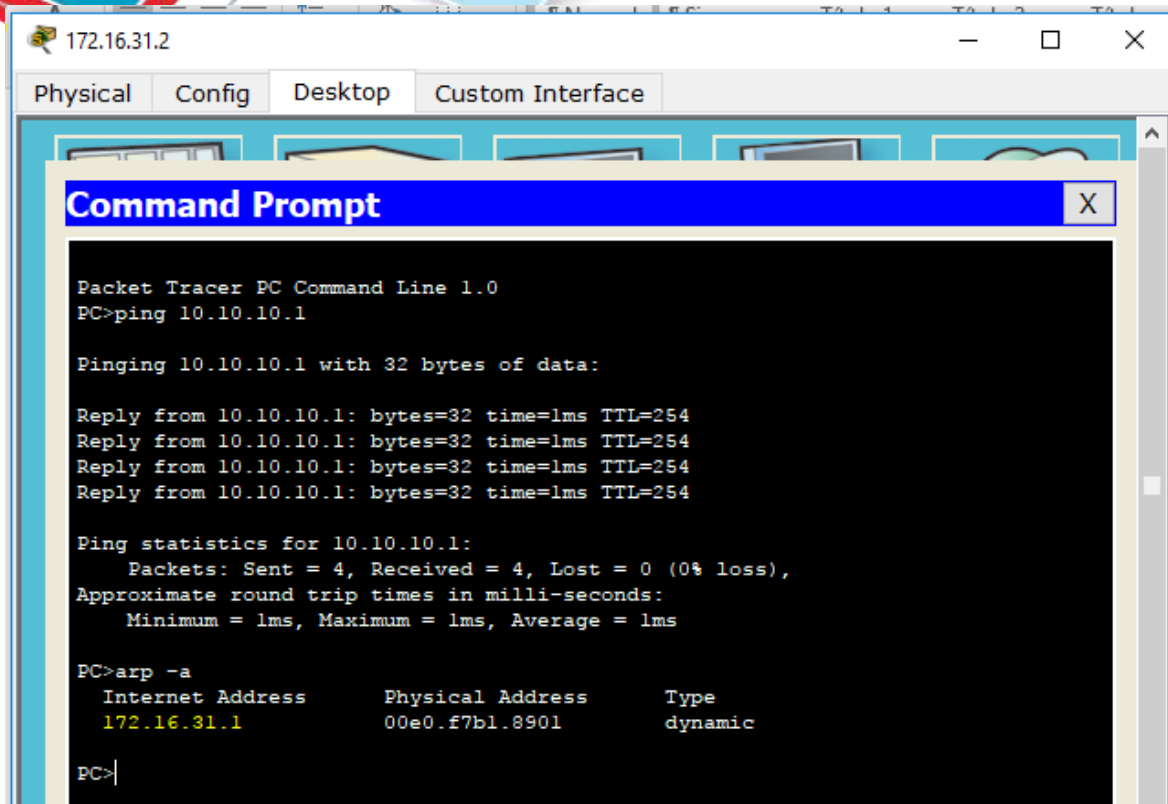 172.16.31.2
Physical Config Desktop Custom Interface
Command Prompt X
Packet Tracer PC Command Line 1.0
PC>ping 10.10.10.1
Pinging 10.10.10.1 with 32 bytes of data:
Reply from 10.10.10.1: bytes=32 time=1ms TTL=254
Reply from 10.10.10.1: bytes=32 time=1ms TTL=254
Reply from 10.10.10.1: bytes=32 time=1ms TTL=254
Reply from 10.10.10.1: bytes=32 time=1ms TTL=254
Ping statistics for 10.10.10.1:
Packets: Sent = 4, Received = 4, Lost = 0 (0% loss),
Approximate round trip times in milli-seconds:
Minimum = 1ms, Maximum = 1ms, Average = 1ms
PC>arp -a
Internet Address Physical Address Type
172.16.31.1 00e0.f7b1.8901 dynamic
PC>